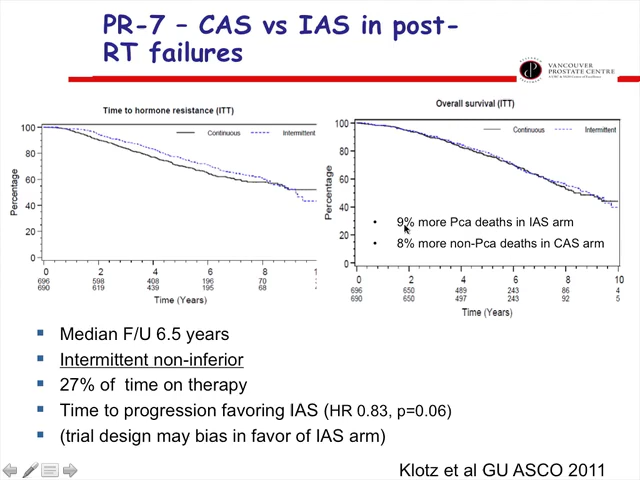 PR-7 – CAS vs IAS in post-
RT failures
VANCOUVER
PROSTATE CENTRE
Time to hormone resistance (ITT)
Continuous
Intermittent
100
80
60
40
20
0
Percentage
0 2 4 6 8 1
696 598 408 196 70
690 619 439 195 68
Time (Years)
Overall survival (ITT)
Continuous
Intermittent
100
80
60
40
20
0
Percentage
• 9% more Pca deaths in IAS arm
• 8% more non-Pca deaths in CAS arm
0 2 4 6 8 10
696 650 489 243 86 4
690 650 497 243 92 5
Time (Years)
Median F/U 6.5 years
Intermittent non-inferior
27% of time on therapy
Time to progression favoring IAS (HR 0.83, p=0.06)
(trial design may bias in favor of IAS arm)
Klotz et al GU ASCO 2011